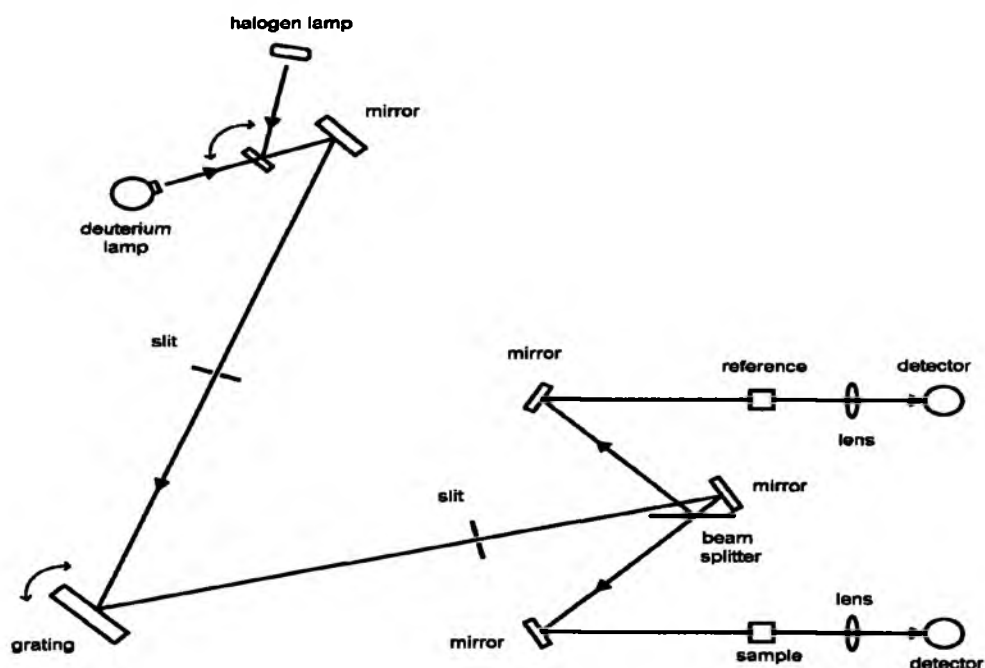 halogen lamp
mirror
deuterium
lamp
slit
mirror
reference
detector
lens
slit
mirror
beam
splitter
lens
grating
mirror
sample
detector